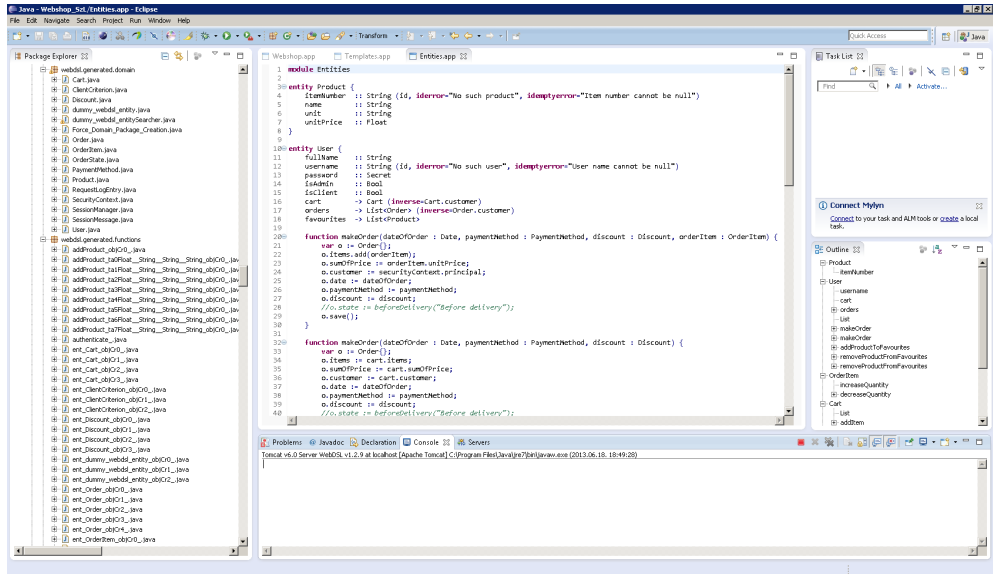 Java - Webshop_SzL/Entities.app - Eclipse
File Edit Navigate Search Project Run Window Help
Transform
Quick Access
Java
Package Explorer
webdsl.generated.domain
Cart.java
ClientCriterion.java
Discount.java
dummy_webdsl_entity.java
dummy_webdsl_entitySearcher.java
Force_Domain_Package_Creation.java
Order.java
OrderItem.java
OrderState.java
PaymentMethod.java
Product.java
RequestLogEntry.java
SecurityContext.java
SessionManager.java
SessionMessage.java
User.java
webdsl.generated.functions
addProduct_objCr0_.java
addProduct_ta0Float__String__String__String_objCr0_.jav
addProduct_ta1Float__String__String__String_objCr0_.jav
addProduct_ta2Float__String__String__String_objCr0_.jav
addProduct_ta3Float__String__String__String_objCr0_.jav
addProduct_ta4Float__String__String__String_objCr0_.jav
addProduct_ta5Float__String__String__String_objCr0_.jav
addProduct_ta6Float__String__String__String_objCr0_.jav
addProduct_ta7Float__String__String__String_objCr0_.jav
authenticate_.java
ent_Cart_objCr0_.java
ent_Cart_objCr1_.java
ent_Cart_objCr2_.java
ent_Cart_objCr3_.java
ent_ClientCriterion_objCr0_.java
ent_ClientCriterion_objCr1_.java
ent_ClientCriterion_objCr2_.java
ent_Discount_objCr0_.java
ent_Discount_objCr1_.java
ent_Discount_objCr2_.java
ent_Discount_objCr3_.java
ent_dummy_webdsl_entity_objCr0_.java
ent_dummy_webdsl_entity_objCr1_.java
ent_dummy_webdsl_entity_objCr2_.java
ent_Order_objCr0_.java
ent_Order_objCr1_.java
ent_Order_objCr2_.java
ent_Order_objCr3_.java
ent_Order_objCr4_.java
ent_OrderItem_objCr0_.java
Webshop.app Templates.app Entities.app
1 module Entities
2
3 entity Product {
4 itemNumber :: String (id, iderror="No such product", idemptyerror="Item number cannot be null")
5 name :: String
6 unit :: String
7 unitPrice :: Float
8 }
9
10 entity User {
11 fullName :: String
12 username :: String (id, iderror="No such user", idemptyerror="User name cannot be null")
13 password :: Secret
14 isAdmin :: Bool
15 isClient :: Bool
16 cart -> Cart (inverse=Cart.customer)
17 orders -> List<Order> (inverse=Order.customer)
18 favourites -> List<Product>
19
20 function makeOrder(dateOfOrder : Date, paymentMethod : PaymentMethod, discount : Discount, orderItem : OrderItem) {
21 var o := Order{};
22 o.items.add(orderItem);
23 o.sumOfPrice := orderItem.unitPrice;
24 o.customer := securityContext.principal;
25 o.date := dateOfOrder;
26 o.paymentMethod := paymentMethod;
27 o.discount := discount;
28 //o.state := beforeDelivery("Before delivery");
29 o.save();
30 }
31
32 function makeOrder(dateOfOrder : Date, paymentMethod : PaymentMethod, discount : Discount) {
33 var o := Order{};
34 o.items := cart.items;
35 o.sumOfPrice := cart.sumOfPrice;
36 o.customer := cart.customer;
37 o.date := dateOfOrder;
38 o.paymentMethod := paymentMethod;
39 o.discount := discount;
40 //o.state := beforeDelivery("Before delivery");
Task List
Find All Activate...
Connect Mylyn
Connect to your task and ALM tools or create a local
task.
Outline
Product
itemNumber
User
username
cart
orders
List
makeOrder
makeOrder
addProductToFavourites
removeProductFromFavourites
removeProductFromFavourites
OrderItem
increaseQuantity
decreaseQuantity
Cart
List
addItem
Problems @ Javadoc Declaration Console Servers
Tomcat v6.0 Server WebDSL v1.2.9 at localhost [Apache Tomcat] C:\Program Files\Java\jre7\bin\javaw.exe (2013.06.18. 18:49:28)